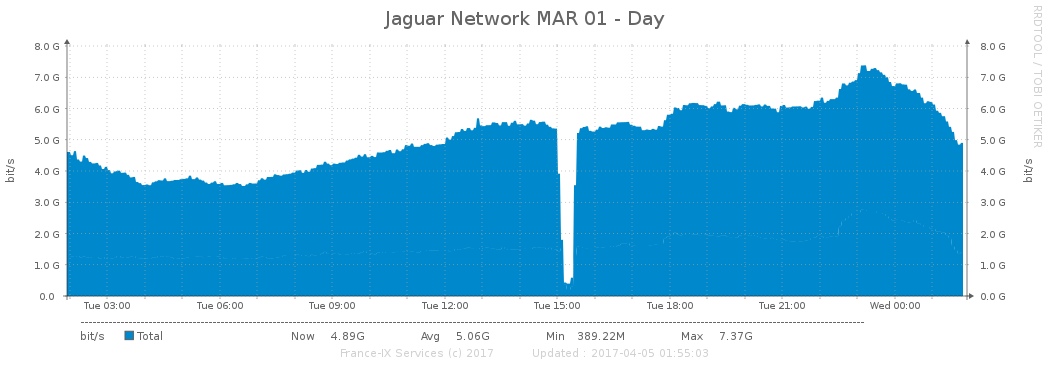 Jaguar Network MAR 01 - Day
RRDTOOL / TOBI OETIKER
8.0 G 8.0 G
7.0 G 7.0 G
6.0 G 6.0 G
5.0 G 5.0 G
4.0 G 4.0 G
3.0 G 3.0 G
2.0 G 2.0 G
1.0 G 1.0 G
0.0 0.0 G
bit/s
bit/s
Tue 03:00 Tue 06:00 Tue 09:00 Tue 12:00 Tue 15:00 Tue 18:00 Tue 21:00 Wed 00:00
bit/s Total Now 4.89G Avg 5.06G Min 389.22M Max 7.37G
France-IX Services (c) 2017 Updated : 2017-04-05 01:55:03